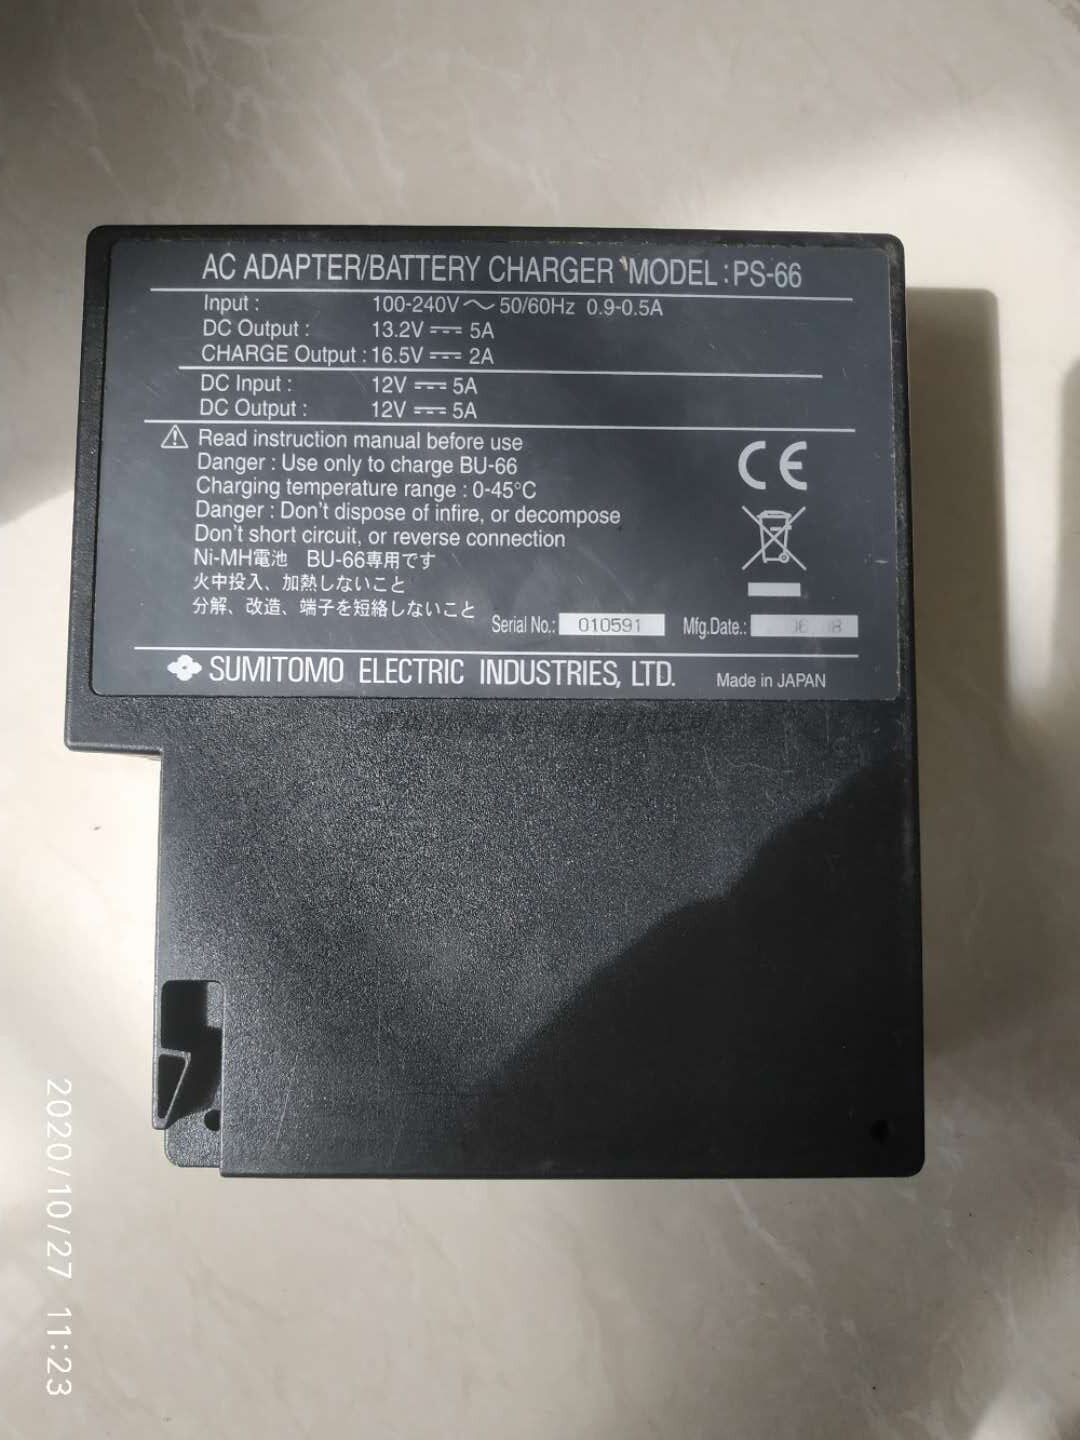 AC ADAPTER/BATTERY CHARGER MODEL : PS-66
Input : 100-240V ～ 50/60Hz 0.9-0.5A
DC Output : 13.2V ⎓ 5A
CHARGE Output : 16.5V ⎓ 2A
DC Input : 12V ⎓ 5A
DC Output : 12V ⎓ 5A
⚠ Read instruction manual before use
Danger : Use only to charge BU-66
Charging temperature range : 0-45°C
Danger : Don't dispose of infire, or decompose
Don't short circuit, or reverse connection
Ni-MH電池 BU-66専用です
火中投入、加熱しないこと
分解、改造、端子を短絡しないこと
CE
Serial No.: 010591 Mfg.Date.:
SUMITOMO ELECTRIC INDUSTRIES, LTD. Made in JAPAN
2020/10/27 11:23